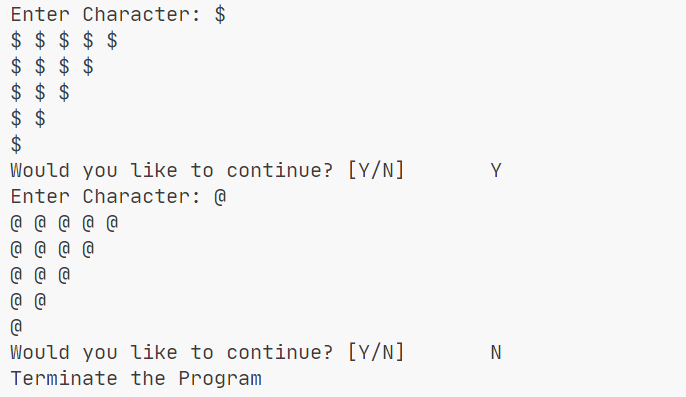 Enter Character: $
$ $ $ $ $
$ $ $ $
$ $ $
$ $
$
Would you like to continue? [Y/N]       Y
Enter Character: @
@ @ @ @ @
@ @ @ @
@ @ @
@ @
@
Would you like to continue? [Y/N]       N
Terminate the Program